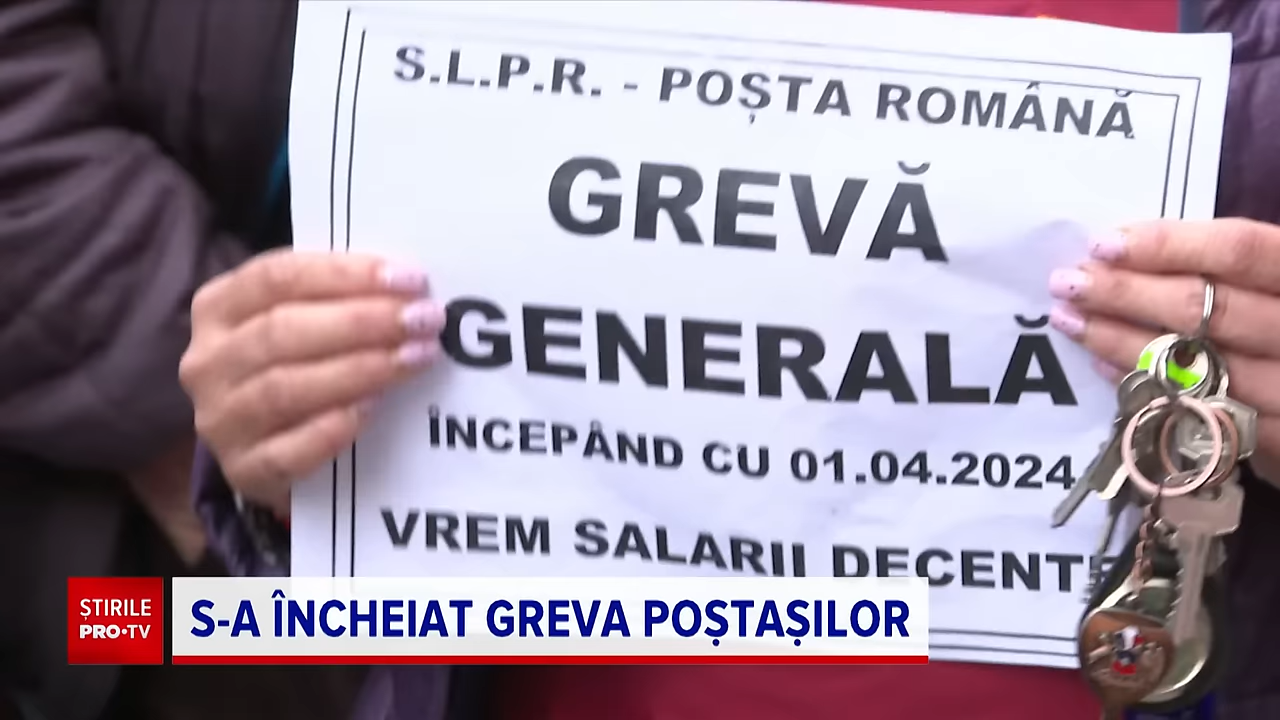 S.L.P.R. - POȘTA ROMÂNĂ
GREVĂ
GENERALĂ
ÎNCEPÂND CU 01.04.2024
VREM SALARII DECENTE
ȘTIRILE
PRO•TV
S-A ÎNCHEIAT GREVA POȘTAȘILOR